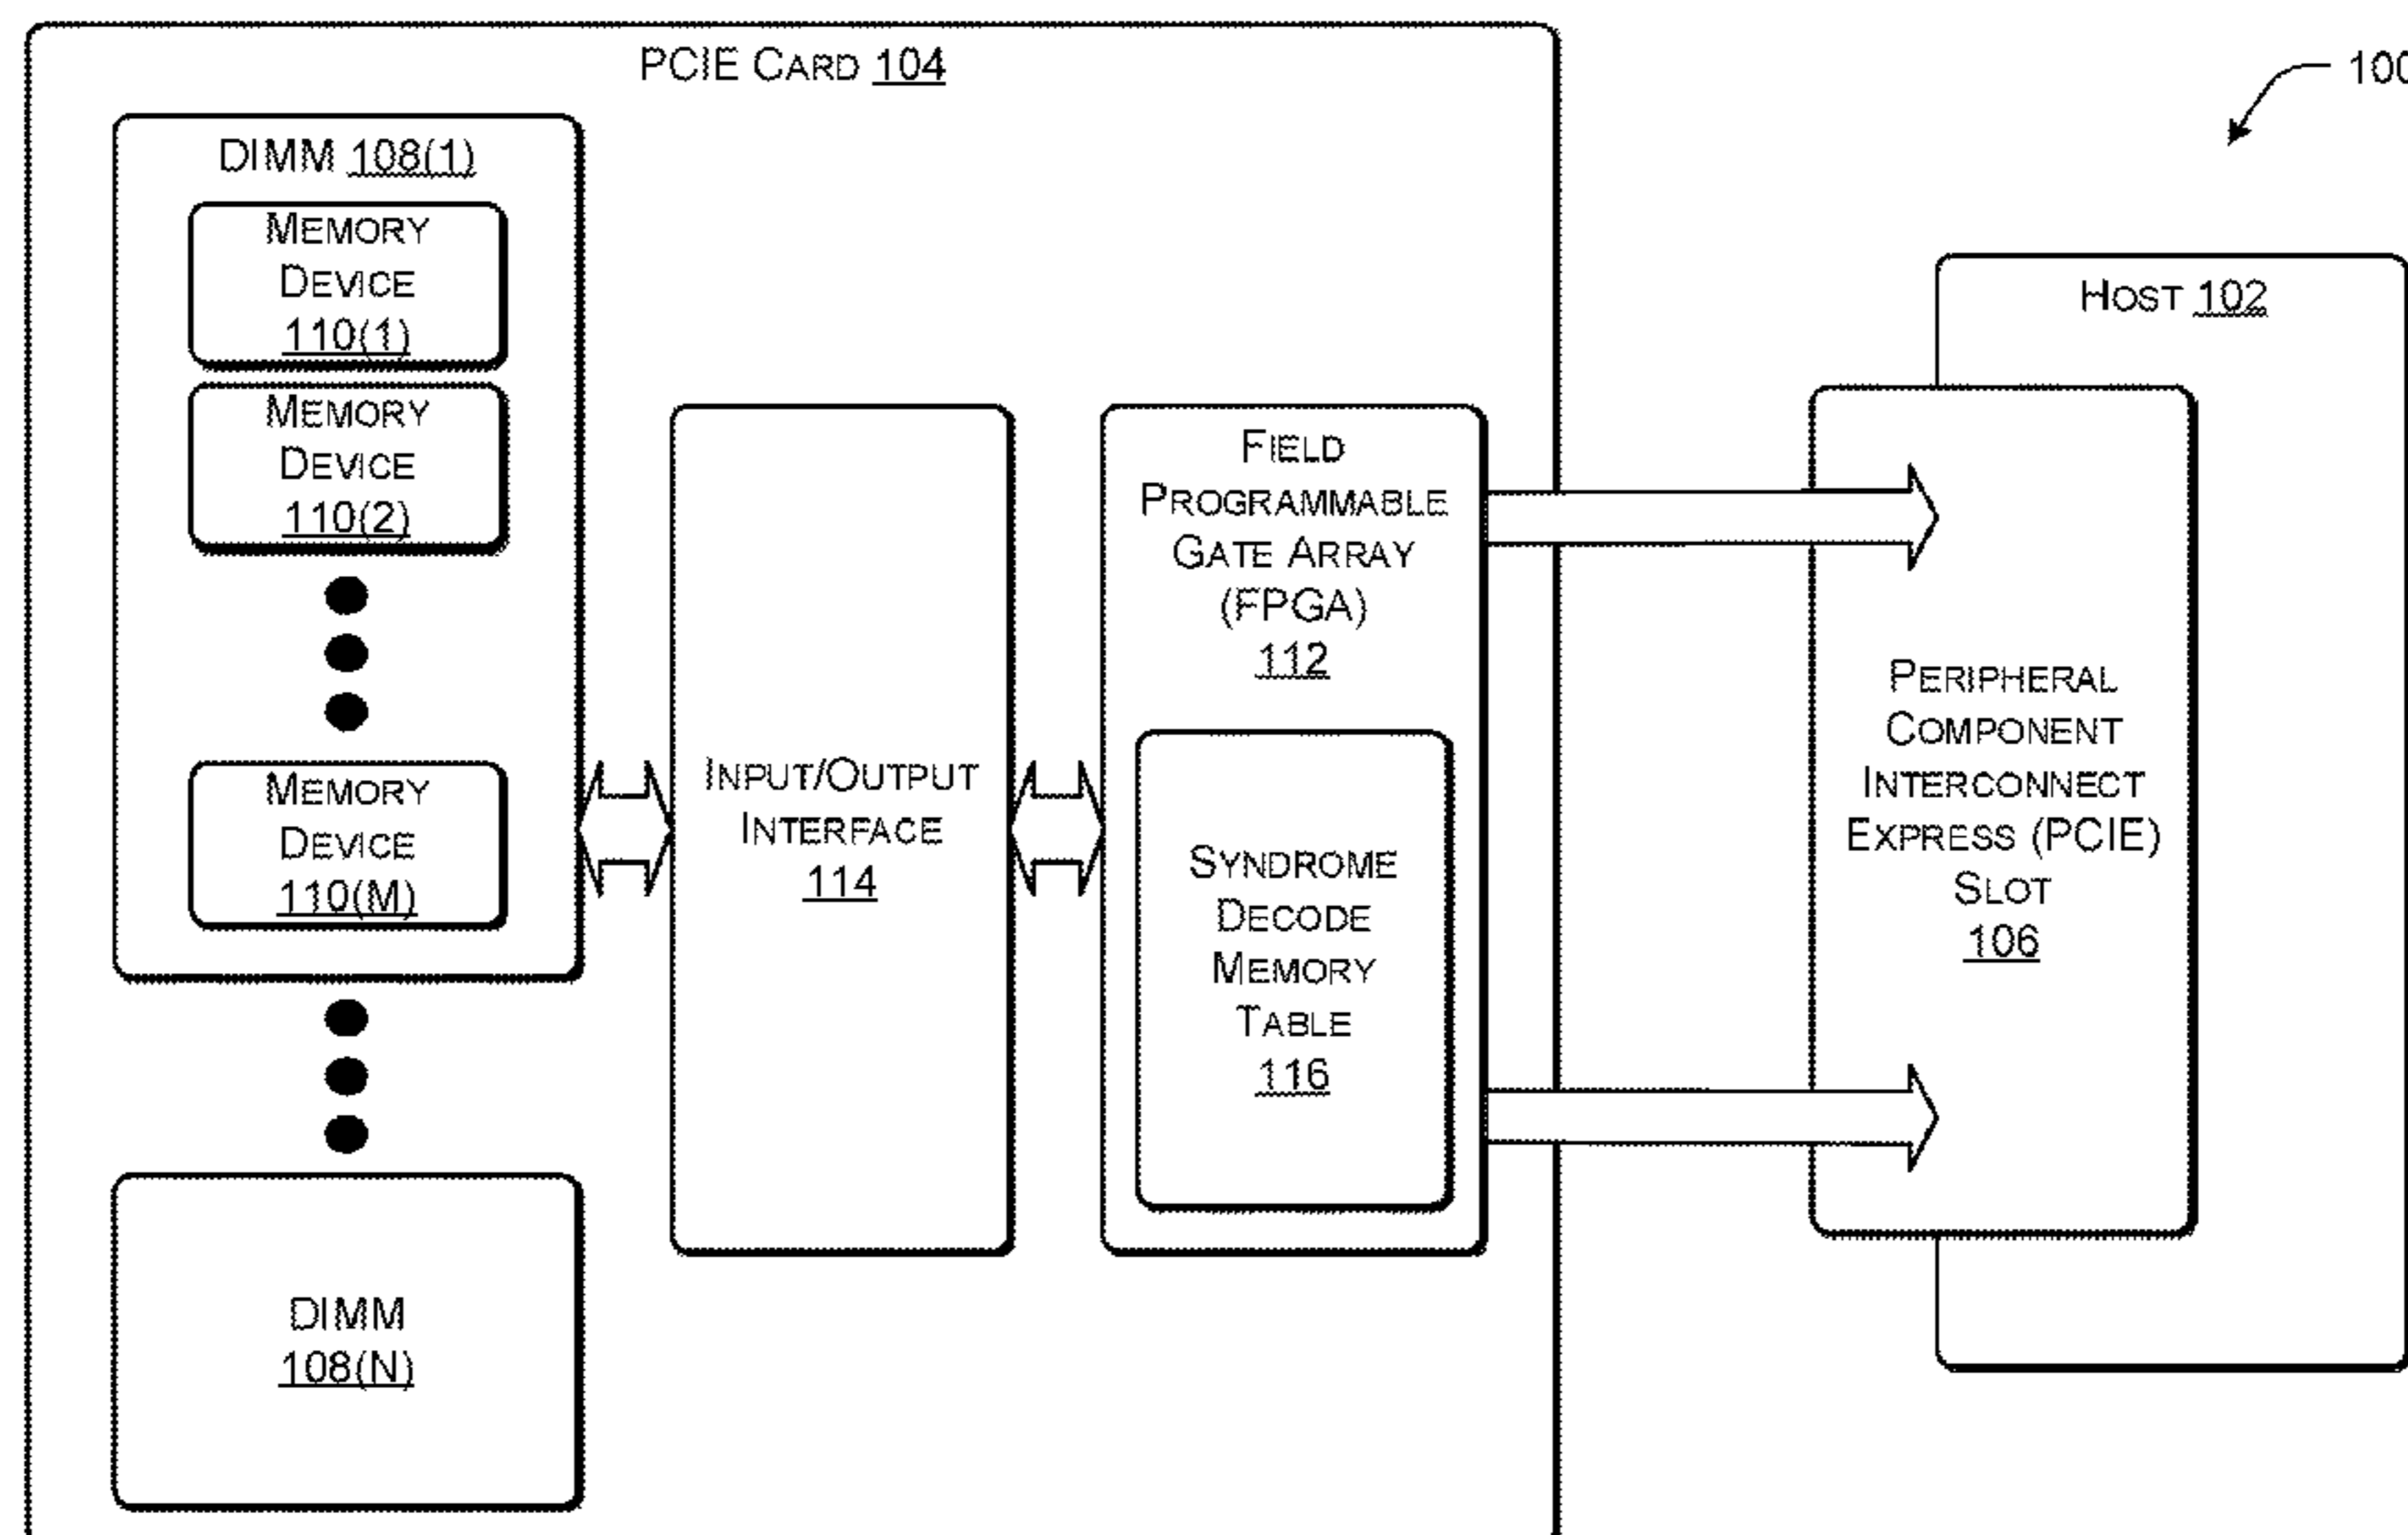 PCIE CARD 104
100
DIMM 108(1)
MEMORY
DEVICE
110(1)
MEMORY
DEVICE
110(2)
MEMORY
DEVICE
110(M)
DIMM
108(N)
INPUT/OUTPUT
INTERFACE
114
FIELD
PROGRAMMABLE
GATE ARRAY
(FPGA)
112
SYNDROME
DECODE
MEMORY
TABLE
116
HOST 102
PERIPHERAL
COMPONENT
INTERCONNECT
EXPRESS (PCIE)
SLOT
106